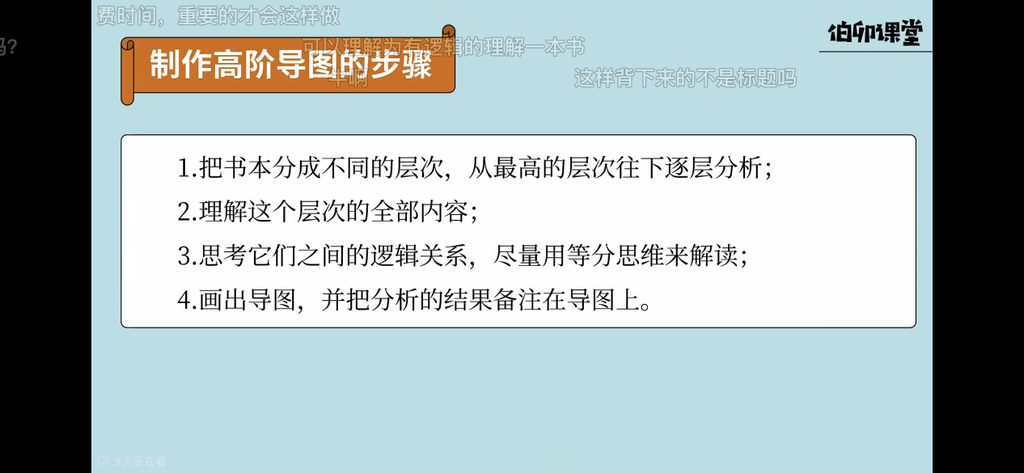 费时间，重要的才会这样做
伯卯课堂
吗?
可以理解为有逻辑的理解一本书
制作高阶导图的步骤
牛啊
这样背下来的不是标题吗
1.把书本分成不同的层次，从最高的层次往下逐层分析；
2.理解这个层次的全部内容；
3.思考它们之间的逻辑关系，尽量用等分思维来解读；
4.画出导图，并把分析的结果备注在导图上。
9人正在看